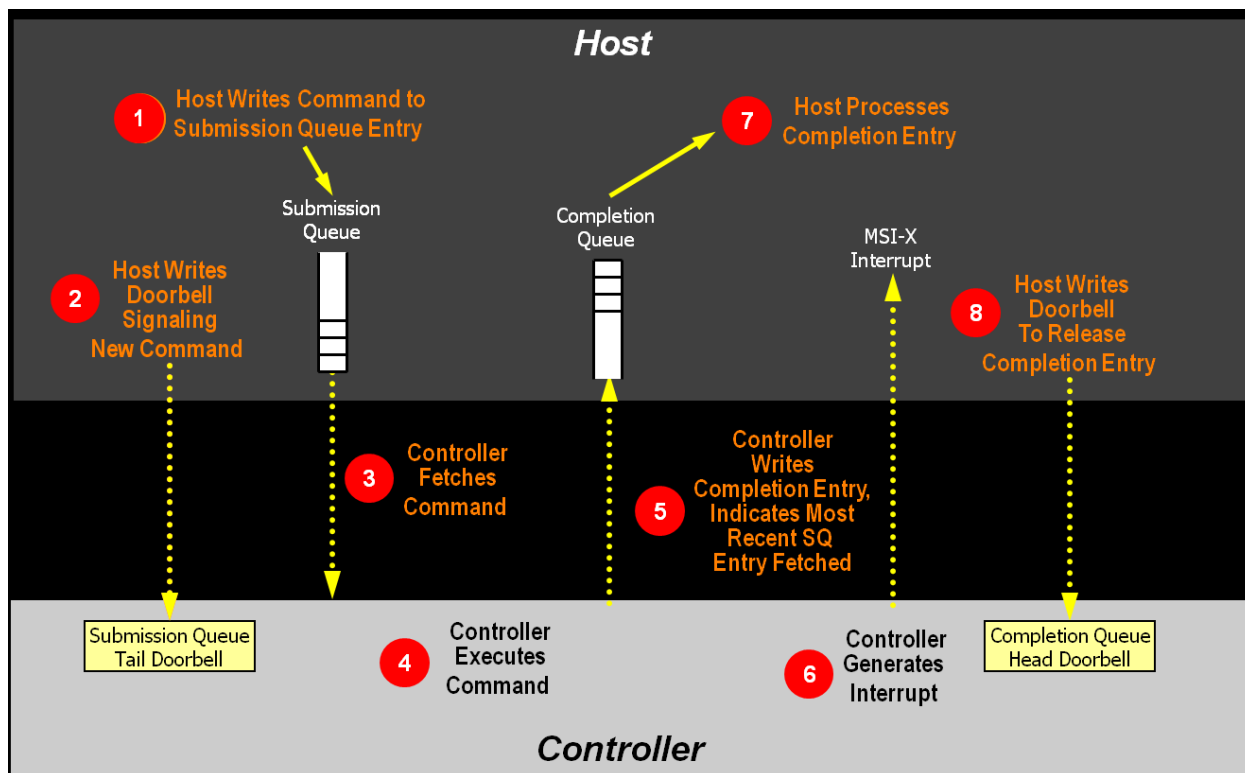 Host
1
Host Writes Command to
Submission Queue Entry
7
Host Processes
Completion Entry
Submission
Queue
Completion
Queue
MSI-X
Interrupt
2
Host Writes
Doorbell
Signaling
New Command
8
Host Writes
Doorbell
To Release
Completion Entry
3
Controller
Fetches
Command
5
Controller
Writes
Completion Entry,
Indicates Most
Recent SQ
Entry Fetched
Submission Queue
Tail Doorbell
4
Controller
Executes
Command
6
Controller
Generates
Interrupt
Completion Queue
Head Doorbell
Controller